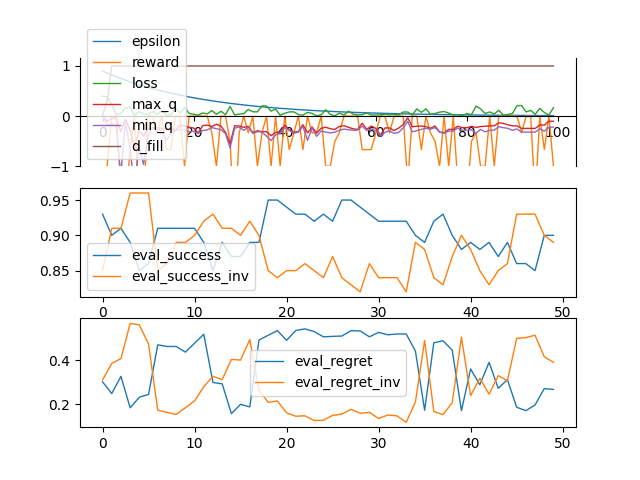 epsilon
reward
loss
max_q
min_q
d_fill
1
0
−1
0 20 40 60 80 100
0.95
0.90
0.85
eval_success
eval_success_inv
0 10 20 30 40 50
0.4
0.2
eval_regret
eval_regret_inv
0 10 20 30 40 50